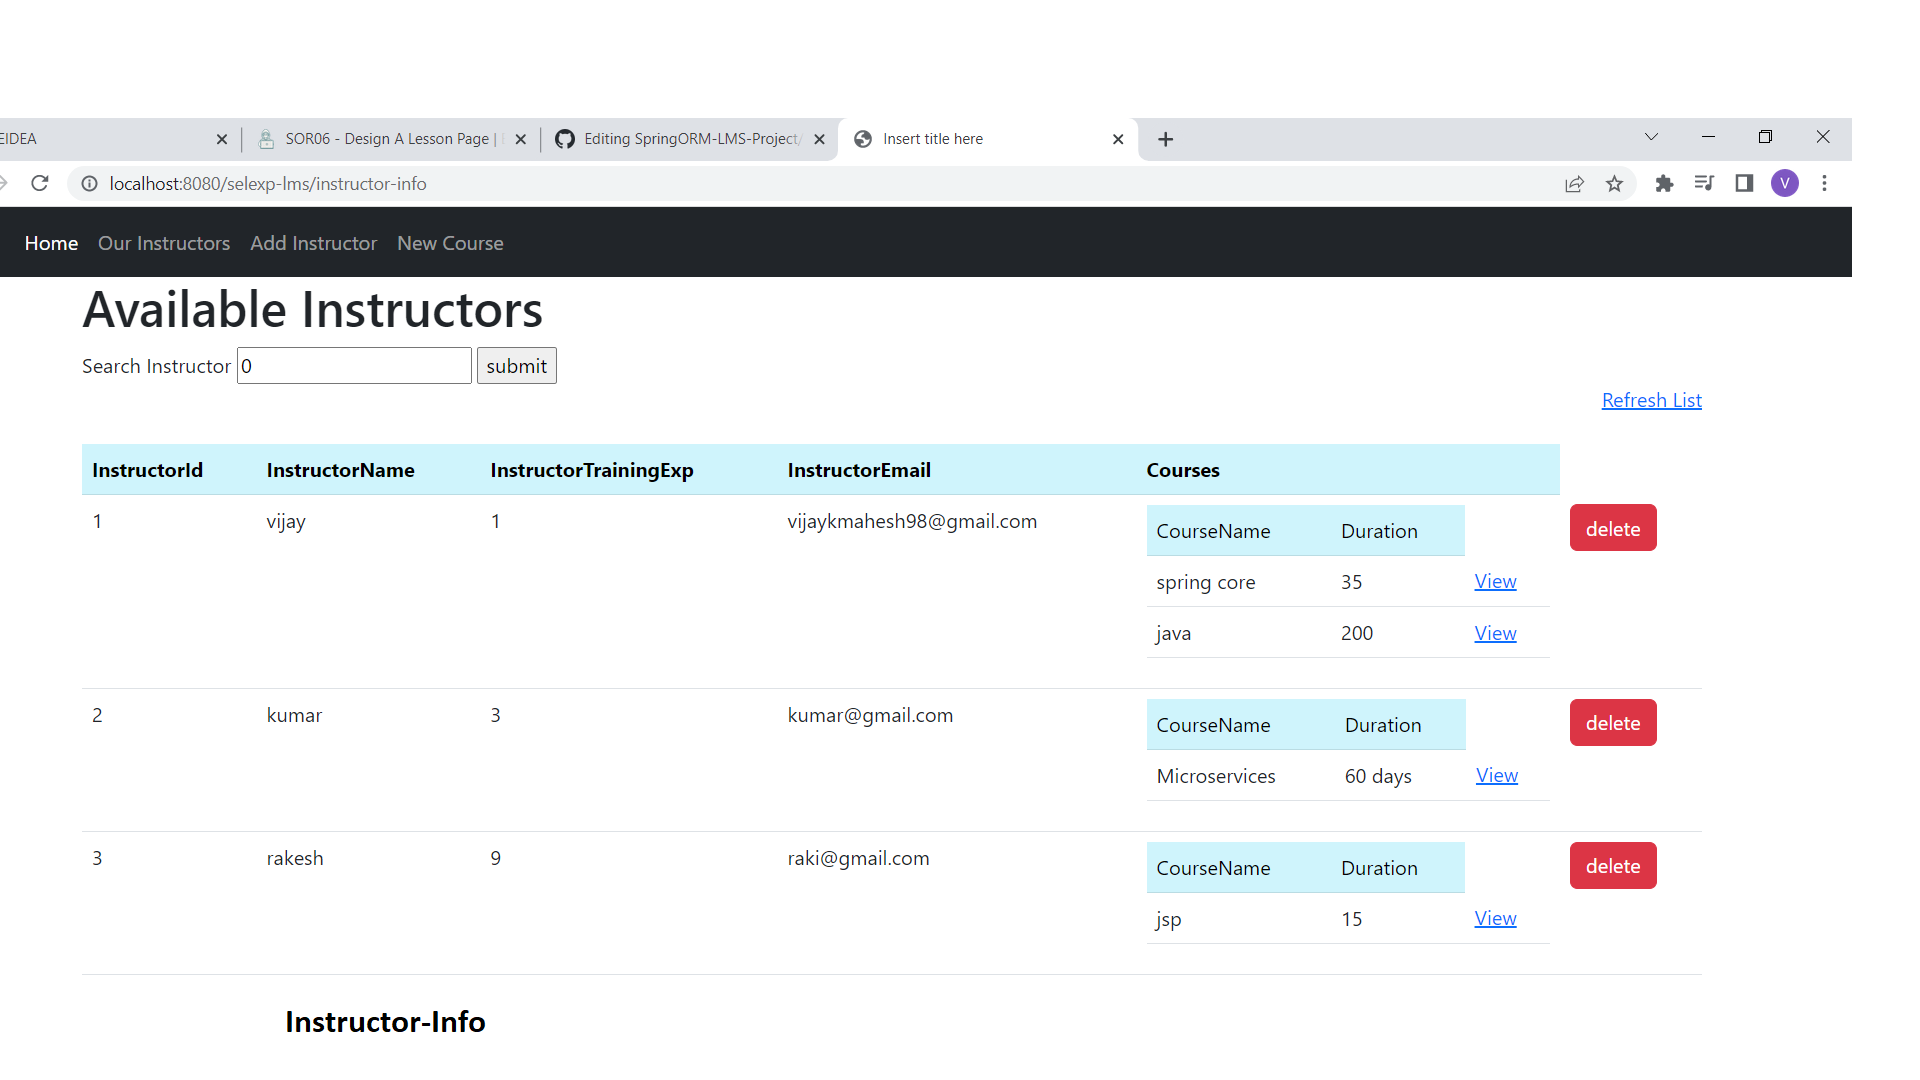 EIDEA SOR06 - Design A Lesson Page | Editing SpringORM-LMS-Project/ Insert title here
localhost:8080/selexp-lms/instructor-info V
Home Our Instructors Add Instructor New Course
Available Instructors
Search Instructor 0 submit
Refresh List
InstructorId InstructorName InstructorTrainingExp InstructorEmail Courses
1 vijay 1 vijaykmahesh98@gmail.com CourseName Duration delete
spring core 35 View
java 200 View
2 kumar 3 kumar@gmail.com CourseName Duration delete
Microservices 60 days View
3 rakesh 9 raki@gmail.com CourseName Duration delete
jsp 15 View
Instructor-Info